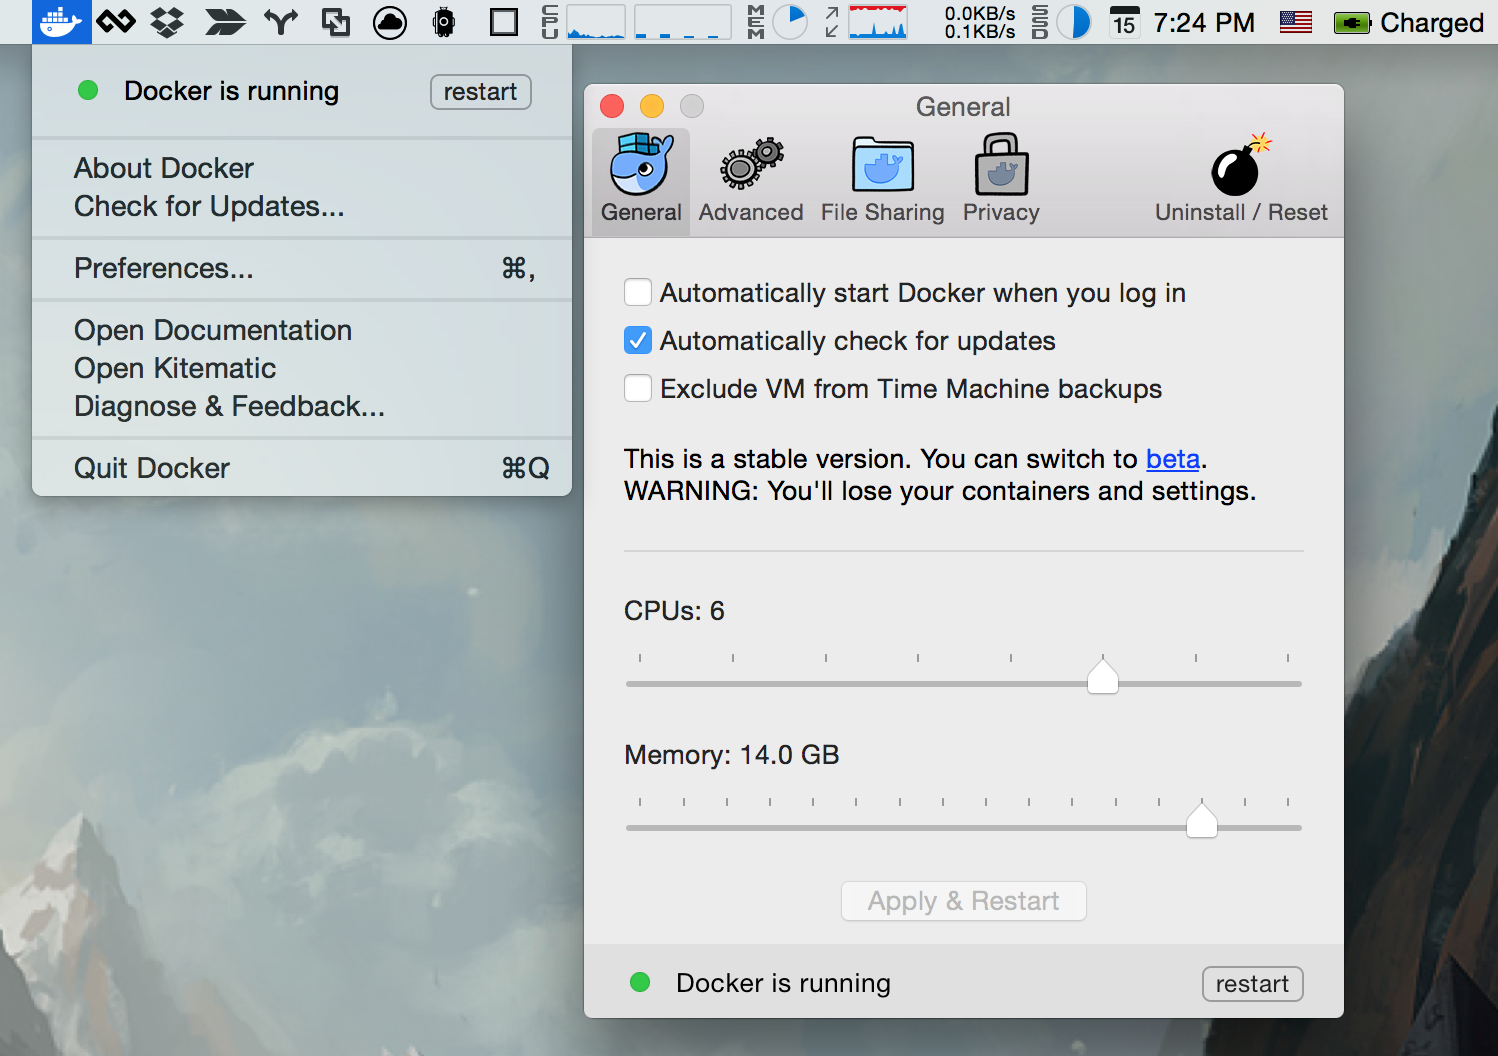 CPU
MEM
0.0KB/s
0.1KB/s
SSD
15
7:24 PM
Charged
Docker is running
restart
About Docker
Check for Updates...
Preferences... ⌘,
Open Documentation
Open Kitematic
Diagnose & Feedback...
Quit Docker ⌘Q
General
General
Advanced
File Sharing
Privacy
Uninstall / Reset
Automatically start Docker when you log in
Automatically check for updates
Exclude VM from Time Machine backups
This is a stable version. You can switch to beta.
WARNING: You'll lose your containers and settings.
CPUs: 6
Memory: 14.0 GB
Apply & Restart
Docker is running
restart